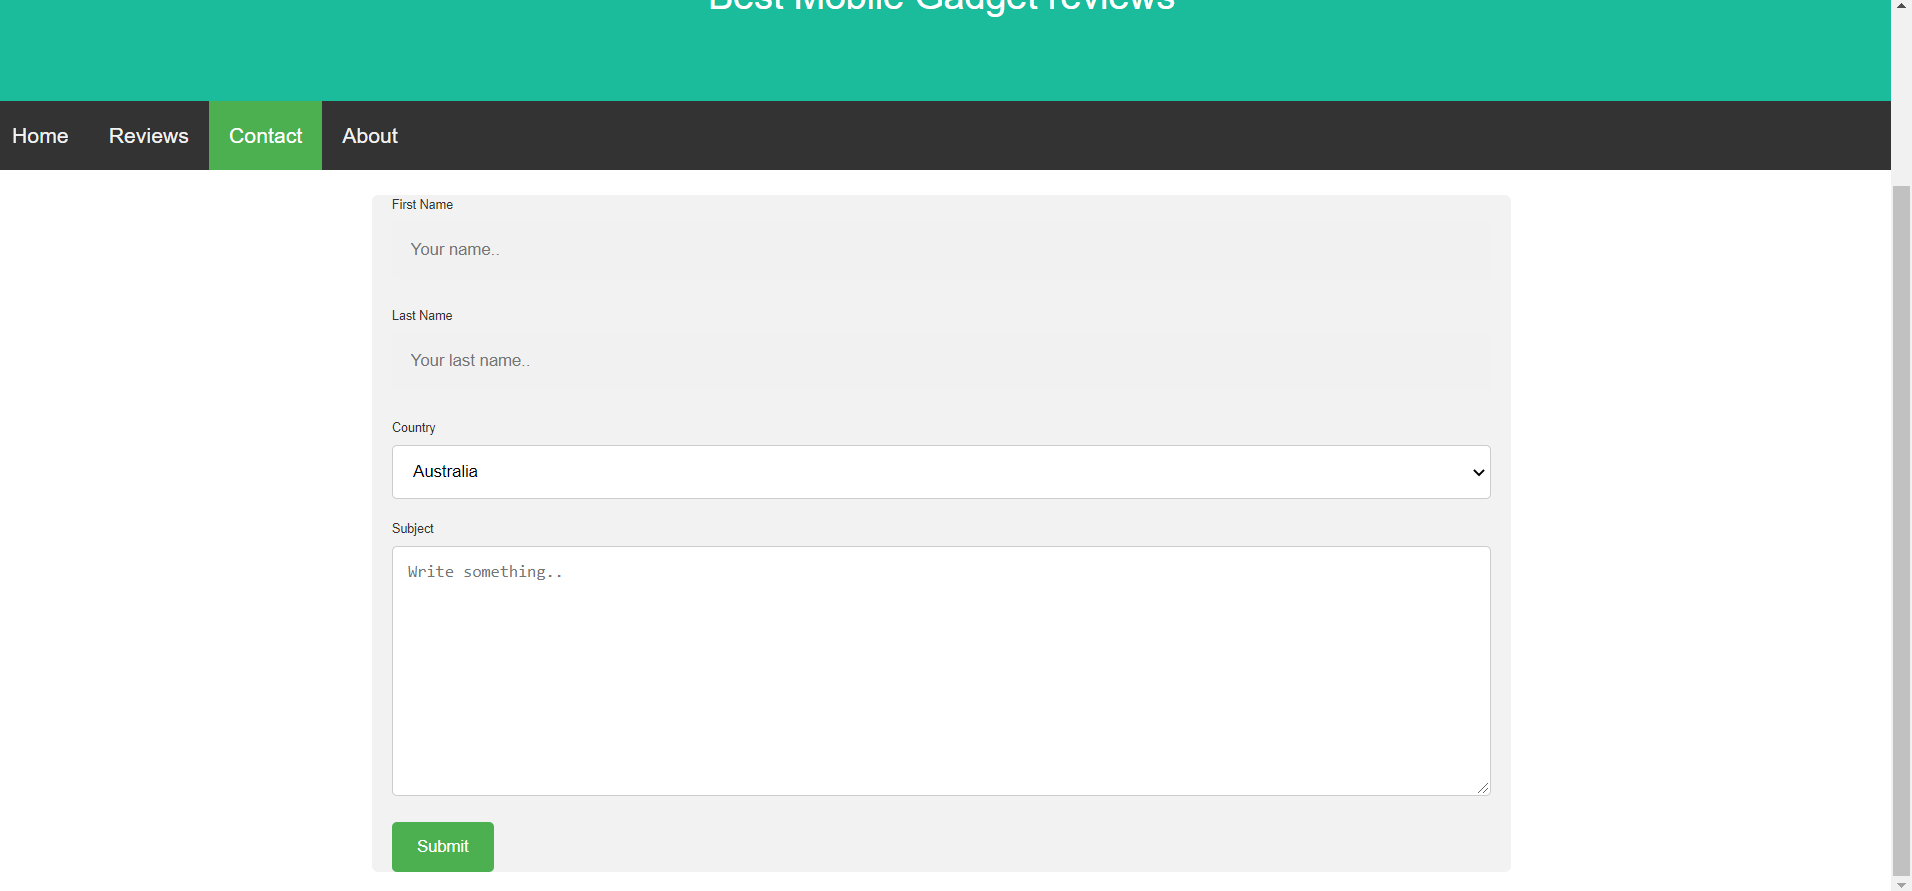 Best Mobile Gadget reviews
Home Reviews Contact About
First Name
Your name..
Last Name
Your last name..
Country
Australia
Subject
Write something..
Submit